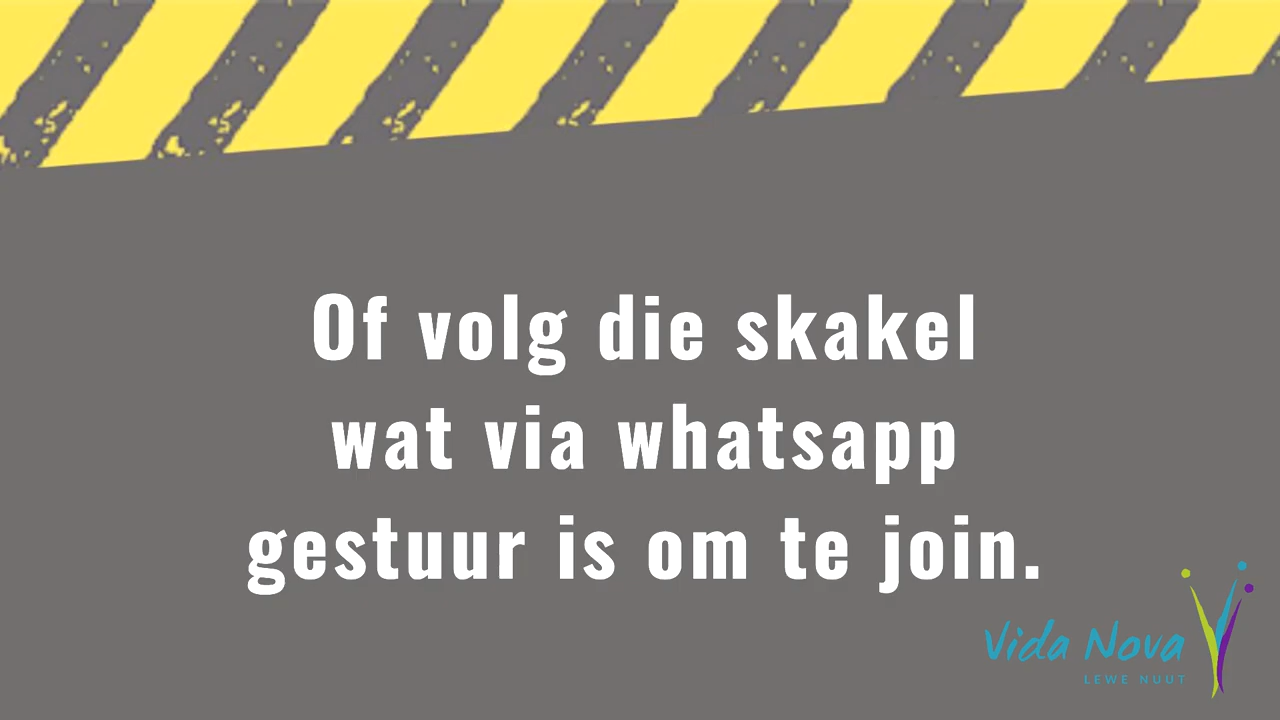 Of volg die skakel
wat via whatsapp
gestuur is om te join.
Vida Nova
LEWE NUUT